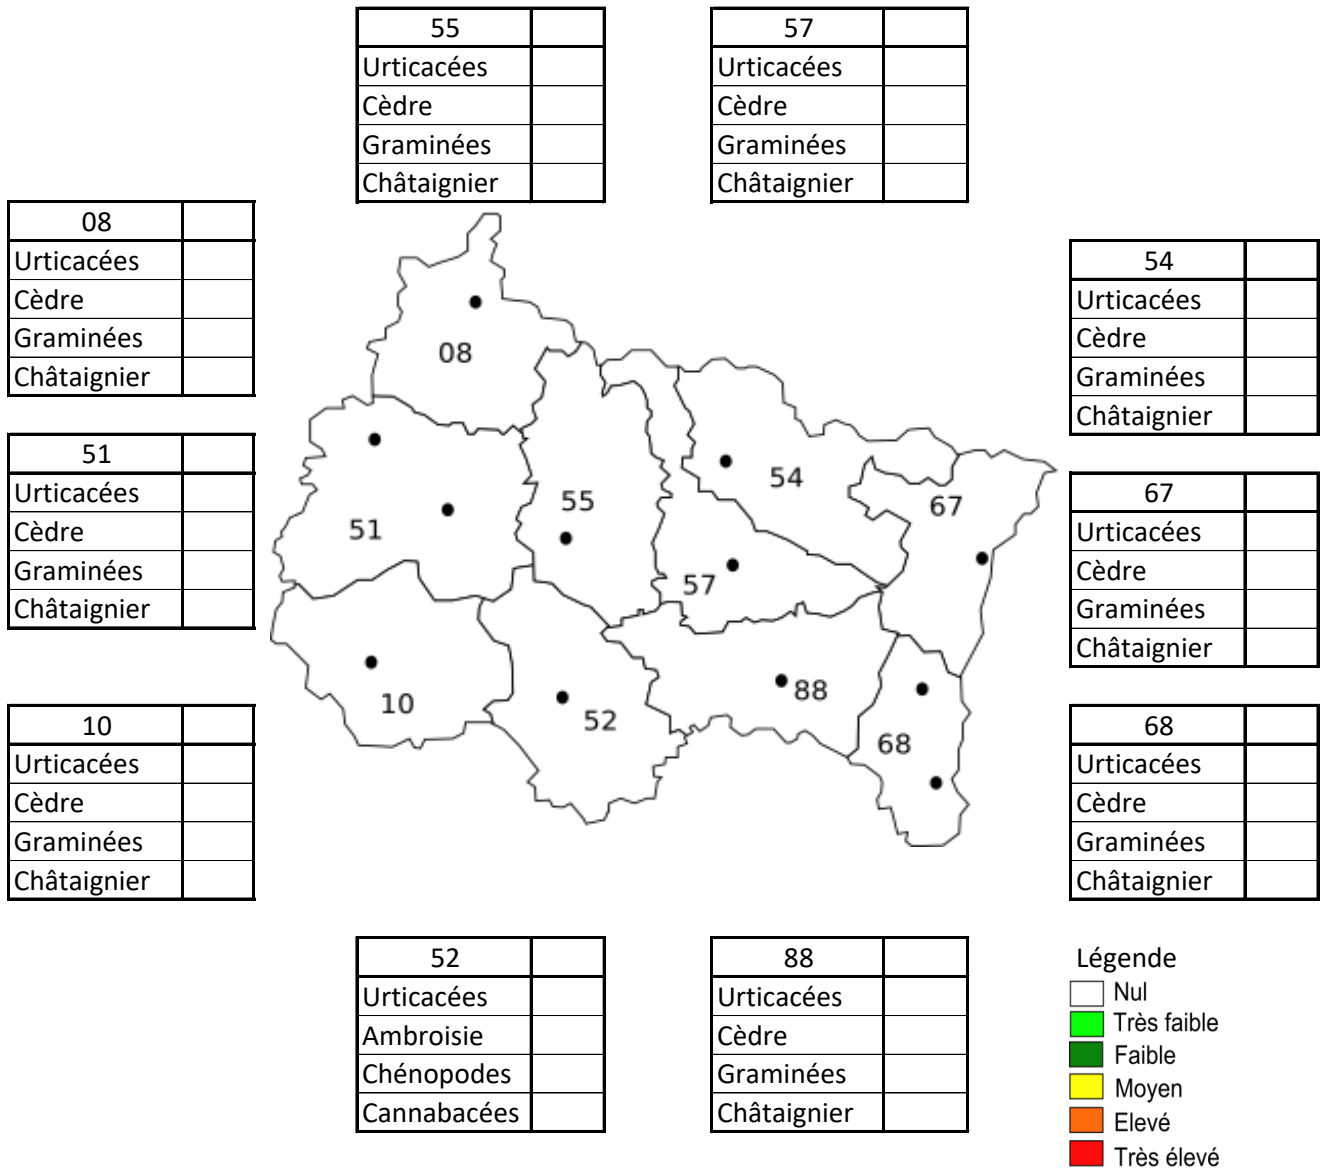 55
Urticacées
Cèdre
Graminées
Châtaignier
57
Urticacées
Cèdre
Graminées
Châtaignier
08
Urticacées
Cèdre
Graminées
Châtaignier
51
Urticacées
Cèdre
Graminées
Châtaignier
10
Urticacées
Cèdre
Graminées
Châtaignier
08
51
55
54
57
67
10
52
88
68
54
Urticacées
Cèdre
Graminées
Châtaignier
67
Urticacées
Cèdre
Graminées
Châtaignier
68
Urticacées
Cèdre
Graminées
Châtaignier
52
Urticacées
Ambroisie
Chénopodes
Cannabacées
88
Urticacées
Cèdre
Graminées
Châtaignier
Légende
Nul
Très faible
Faible
Moyen
Elevé
Très élevé